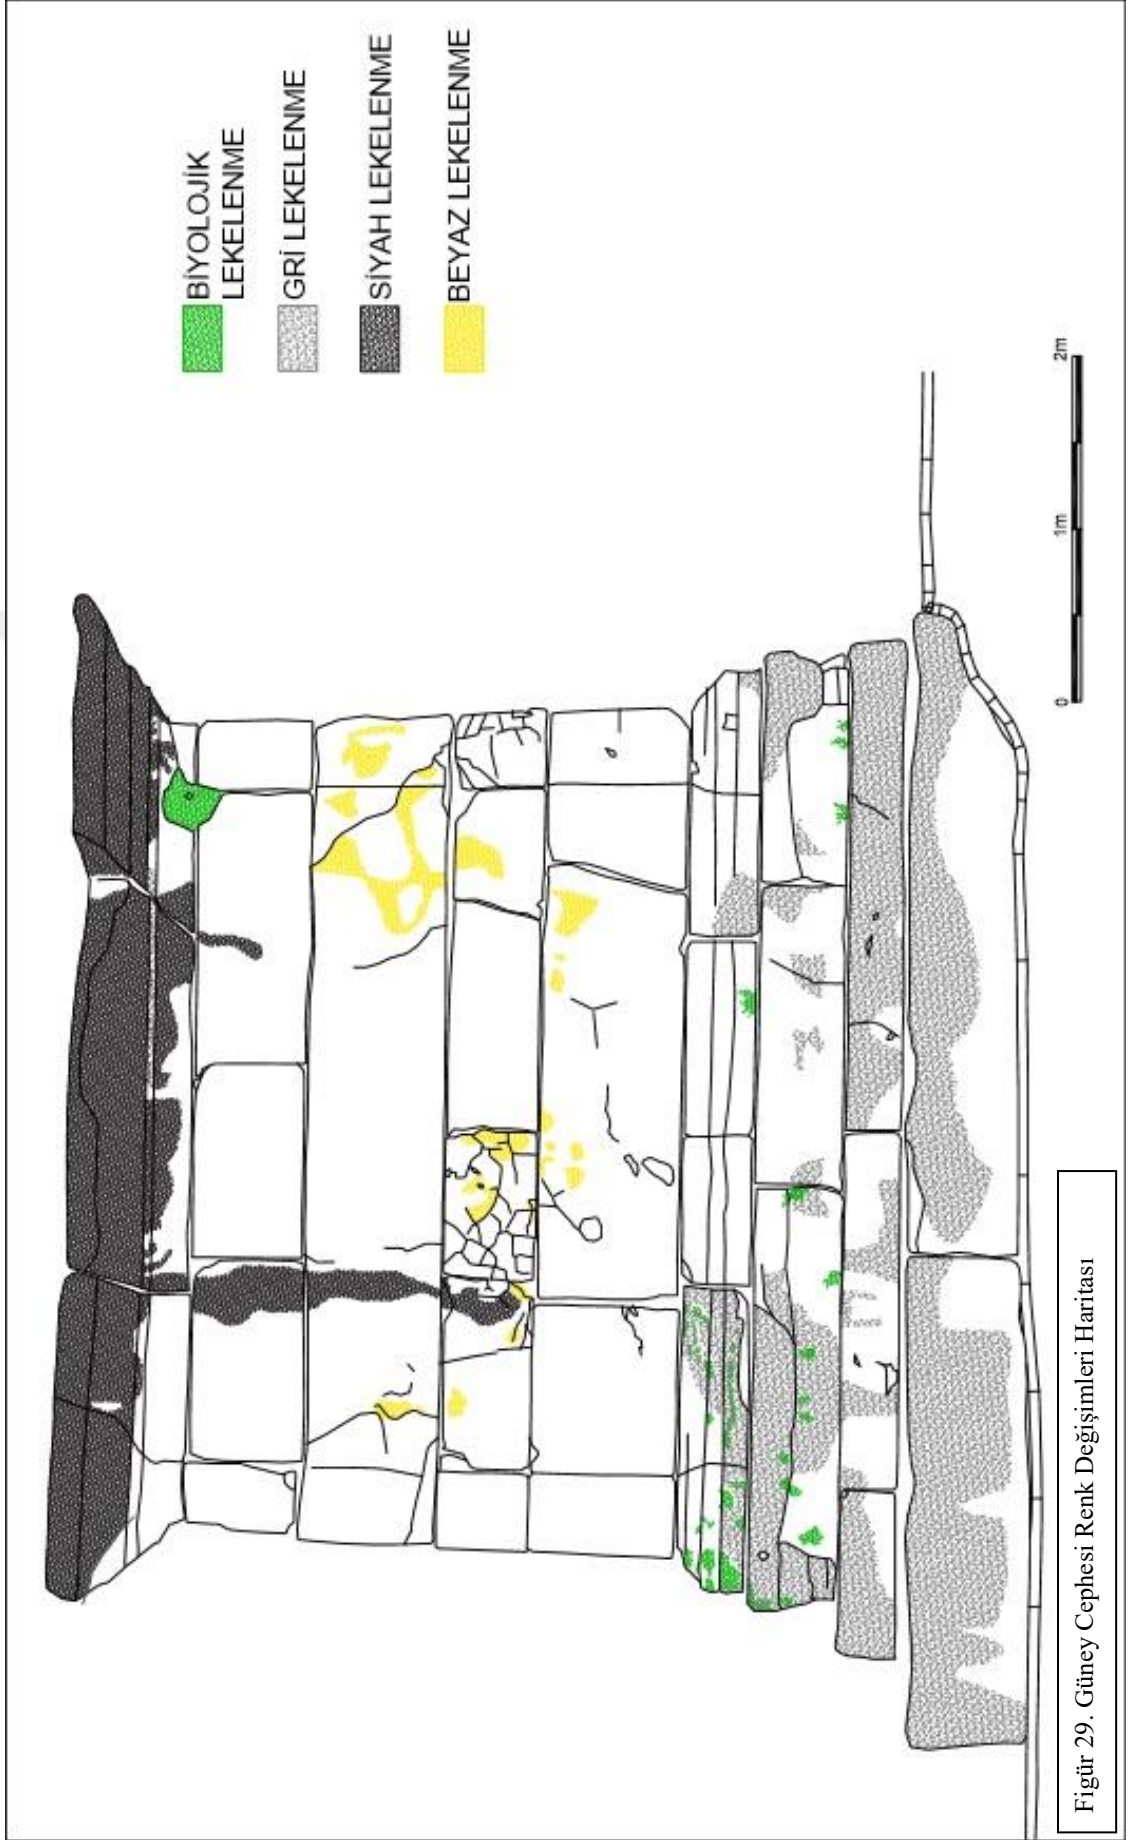 BİYOLOJİK
LEKELENME
GRİ LEKELENME
SİYAH LEKELENME
BEYAZ LEKELENME
0 1m 2m
Figür 29. Güney Cephesi Renk Değişimleri Haritası